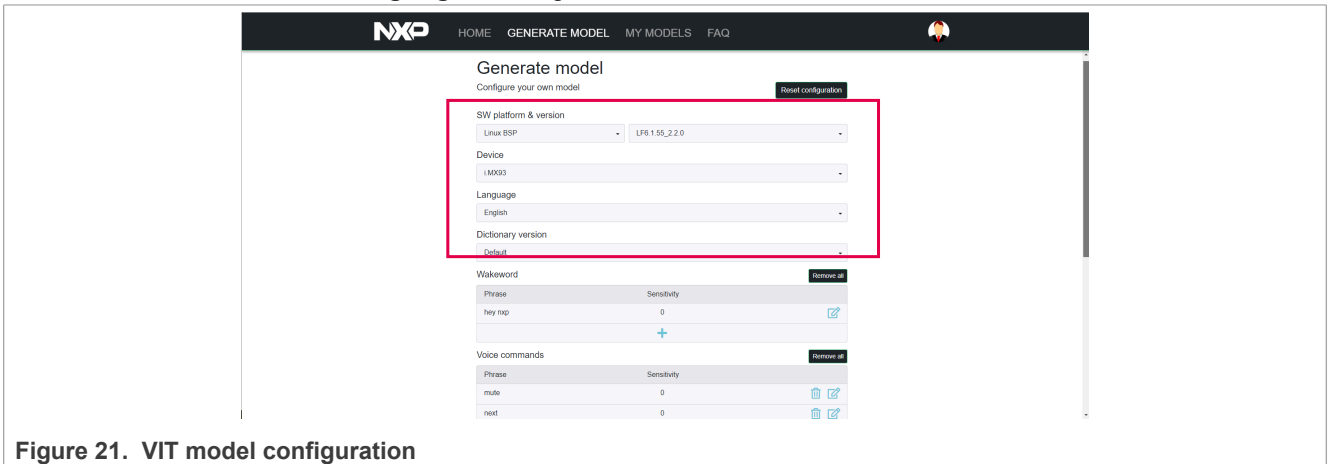 NXP HOME GENERATE MODEL MY MODELS FAQ
Generate model
Configure your own model Reset configuration
SW platform & version
Linux BSP LF6.1.55_2.2.0
Device
i.MX93
Language
English
Dictionary version
Default
Wakeword Remove all
Phrase Sensitivity
hey nxp 0
+
Voice commands Remove all
Phrase Sensitivity
mute 0
next 0
Figure 21. VIT model configuration